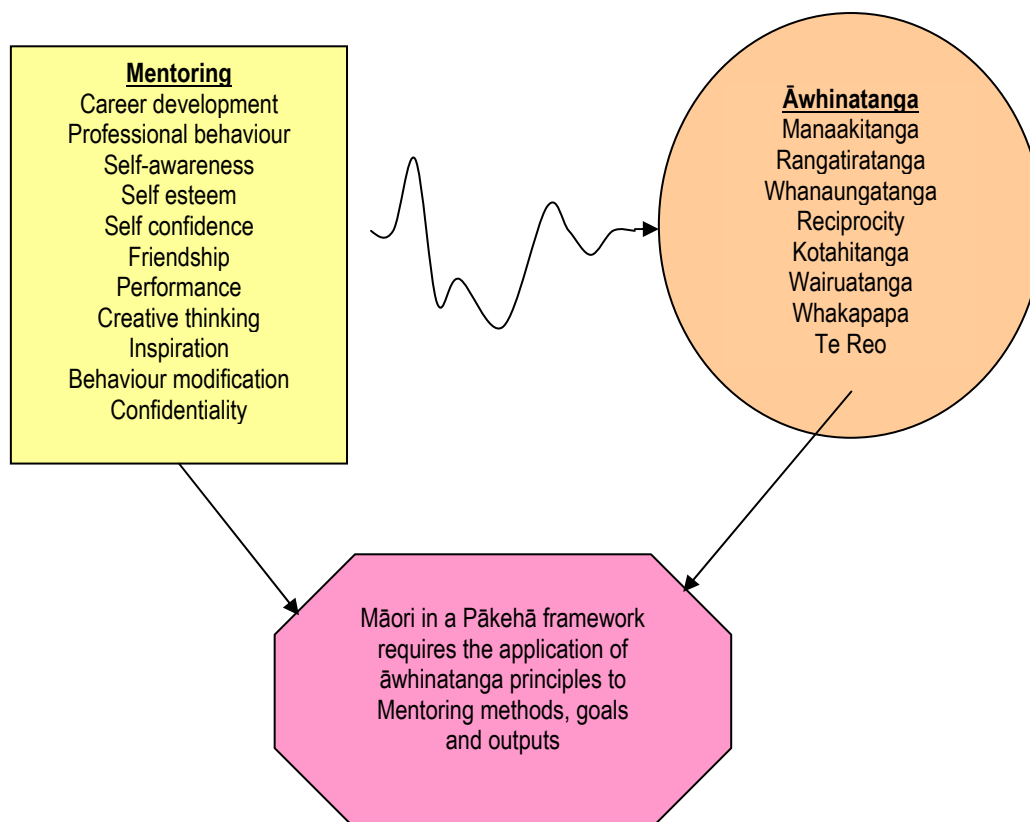 Mentoring
Career development
Professional behaviour
Self-awareness
Self esteem
Self confidence
Friendship
Performance
Creative thinking
Inspiration
Behaviour modification
Confidentiality
Āwhinatanga
Manaakitanga
Rangatiratanga
Whanaungatanga
Reciprocity
Kotahitanga
Wairuatanga
Whakapapa
Te Reo
Māori in a Pākehā framework
requires the application of
āwhinatanga principles to
Mentoring methods, goals
and outputs